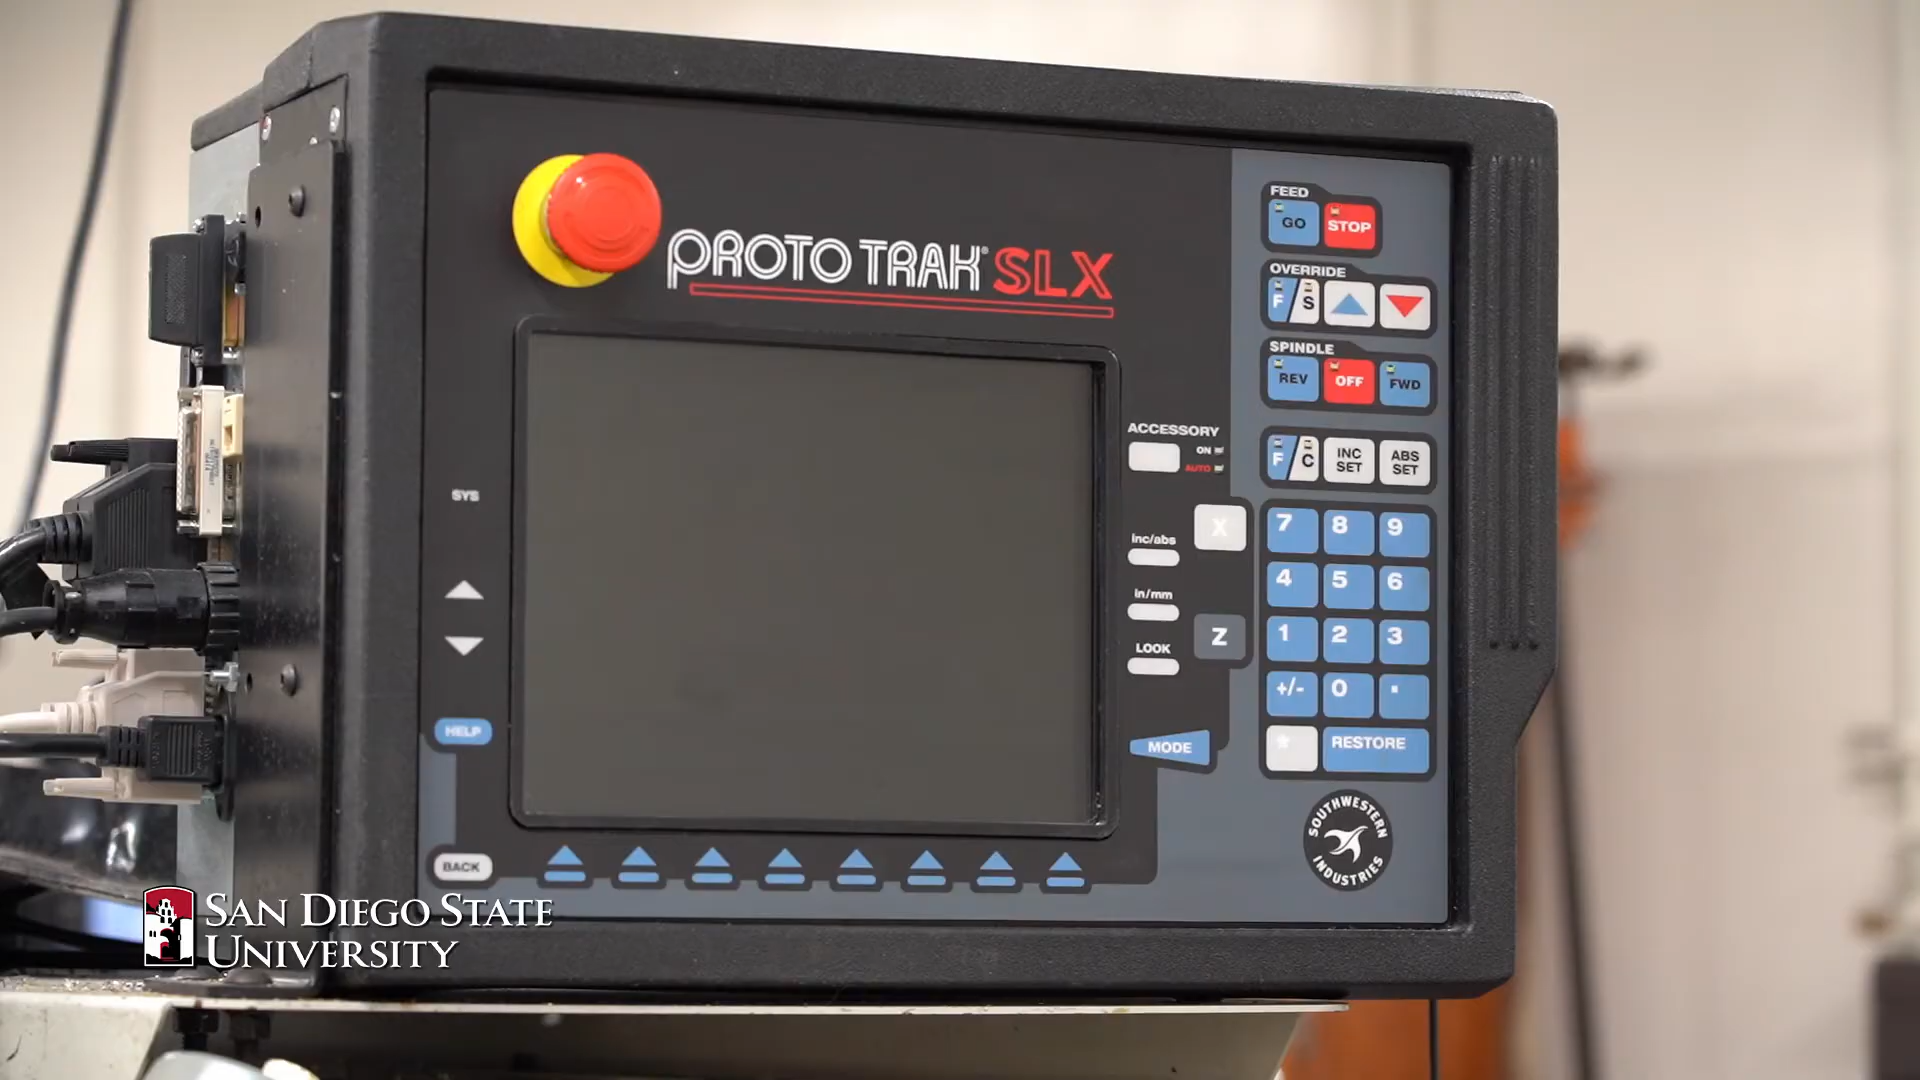 PROTO TRAK® SLX
FEED
GO STOP
OVERRIDE
F/S
SPINDLE
REV OFF FWD
F/C INC SET ABS SET
ACCESSORY
ON
AUTO
SYS
inc/abs
in/mm
LOOK
X
Z
7 8 9
4 5 6
1 2 3
+/- 0 .
* RESTORE
HELP
MODE
BACK
SOUTHWESTERN
INDUSTRIES
SAN DIEGO STATE
UNIVERSITY